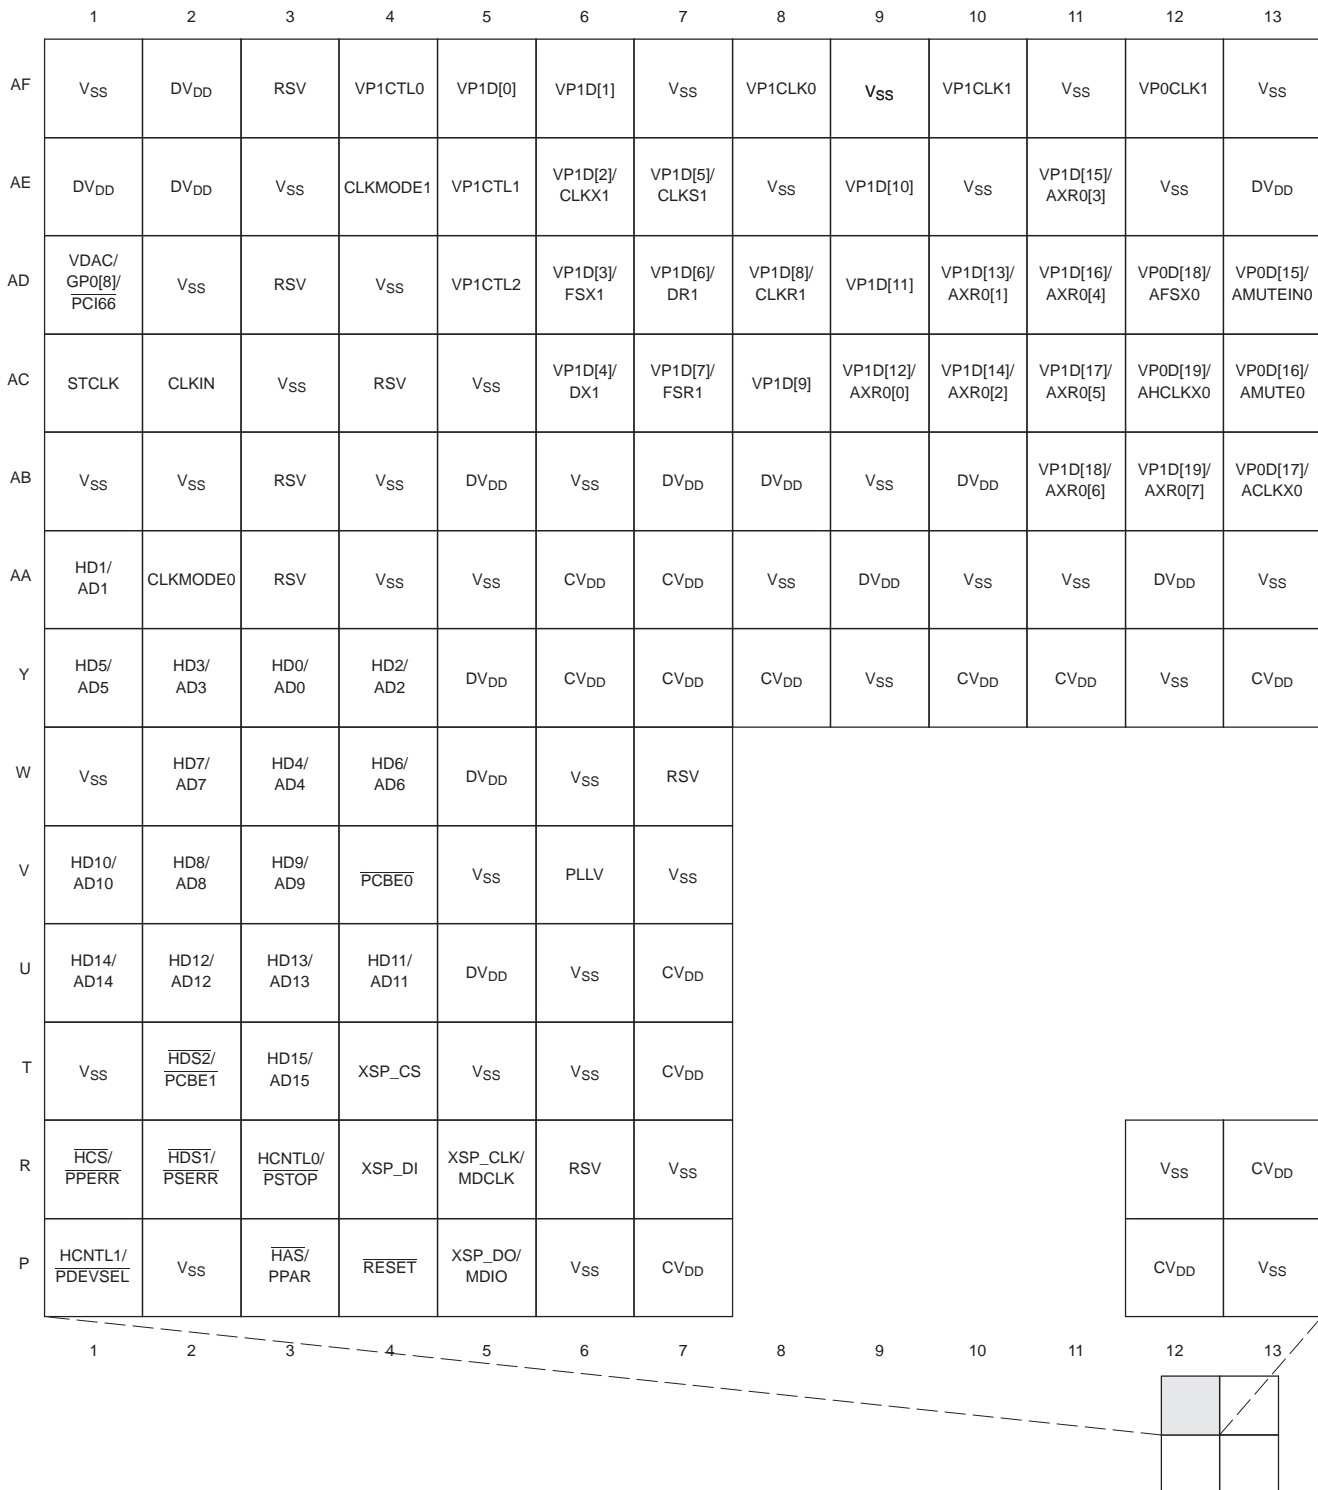 1 2 3 4 5 6 7 8 9 10 11 12 13
AF VSS DVDD RSV VP1CTL0 VP1D[0] VP1D[1] VSS VP1CLK0 VSS VP1CLK1 VSS VP0CLK1 VSS
AE DVDD DVDD VSS CLKMODE1 VP1CTL1 VP1D[2]/ CLKX1 VP1D[5]/ CLKS1 VSS VP1D[10] VSS VP1D[15]/ AXR0[3] VSS DVDD
AD VDAC/ GP0[8]/ PCI66 VSS RSV VSS VP1CTL2 VP1D[3]/ FSX1 VP1D[6]/ DR1 VP1D[8]/ CLKR1 VP1D[11] VP1D[13]/ AXR0[1] VP1D[16]/ AXR0[4] VP0D[18]/ AFSX0 VP0D[15]/ AMUTEIN0
AC STCLK CLKIN VSS RSV VSS VP1D[4]/ DX1 VP1D[7]/ FSR1 VP1D[9] VP1D[12]/ AXR0[0] VP1D[14]/ AXR0[2] VP1D[17]/ AXR0[5] VP0D[19]/ AHCLKX0 VP0D[16]/ AMUTE0
AB VSS VSS RSV VSS DVDD VSS DVDD DVDD VSS DVDD VP1D[18]/ AXR0[6] VP1D[19]/ AXR0[7] VP0D[17]/ ACLKX0
AA HD1/ AD1 CLKMODE0 RSV VSS VSS CVDD CVDD VSS DVDD VSS VSS DVDD VSS
Y HD5/ AD5 HD3/ AD3 HD0/ AD0 HD2/ AD2 DVDD CVDD CVDD CVDD VSS CVDD CVDD VSS CVDD
W VSS HD7/ AD7 HD4/ AD4 HD6/ AD6 DVDD VSS RSV
V HD10/ AD10 HD8/ AD8 HD9/ AD9 PCBE0 VSS PLLV VSS
U HD14/ AD14 HD12/ AD12 HD13/ AD13 HD11/ AD11 DVDD VSS CVDD
T VSS HDS2/ PCBE1 HD15/ AD15 XSP_CS VSS VSS CVDD
R HCS/ PPERR HDS1/ PSERR HCNTL0/ PSTOP XSP_DI XSP_CLK/ MDCLK RSV VSS VSS CVDD
P HCNTL1/ PDEVSEL VSS HAS/ PPAR RESET XSP_DO/ MDIO VSS CVDD CVDD VSS
1 2 3 4 5 6 7 8 9 10 11 12 13